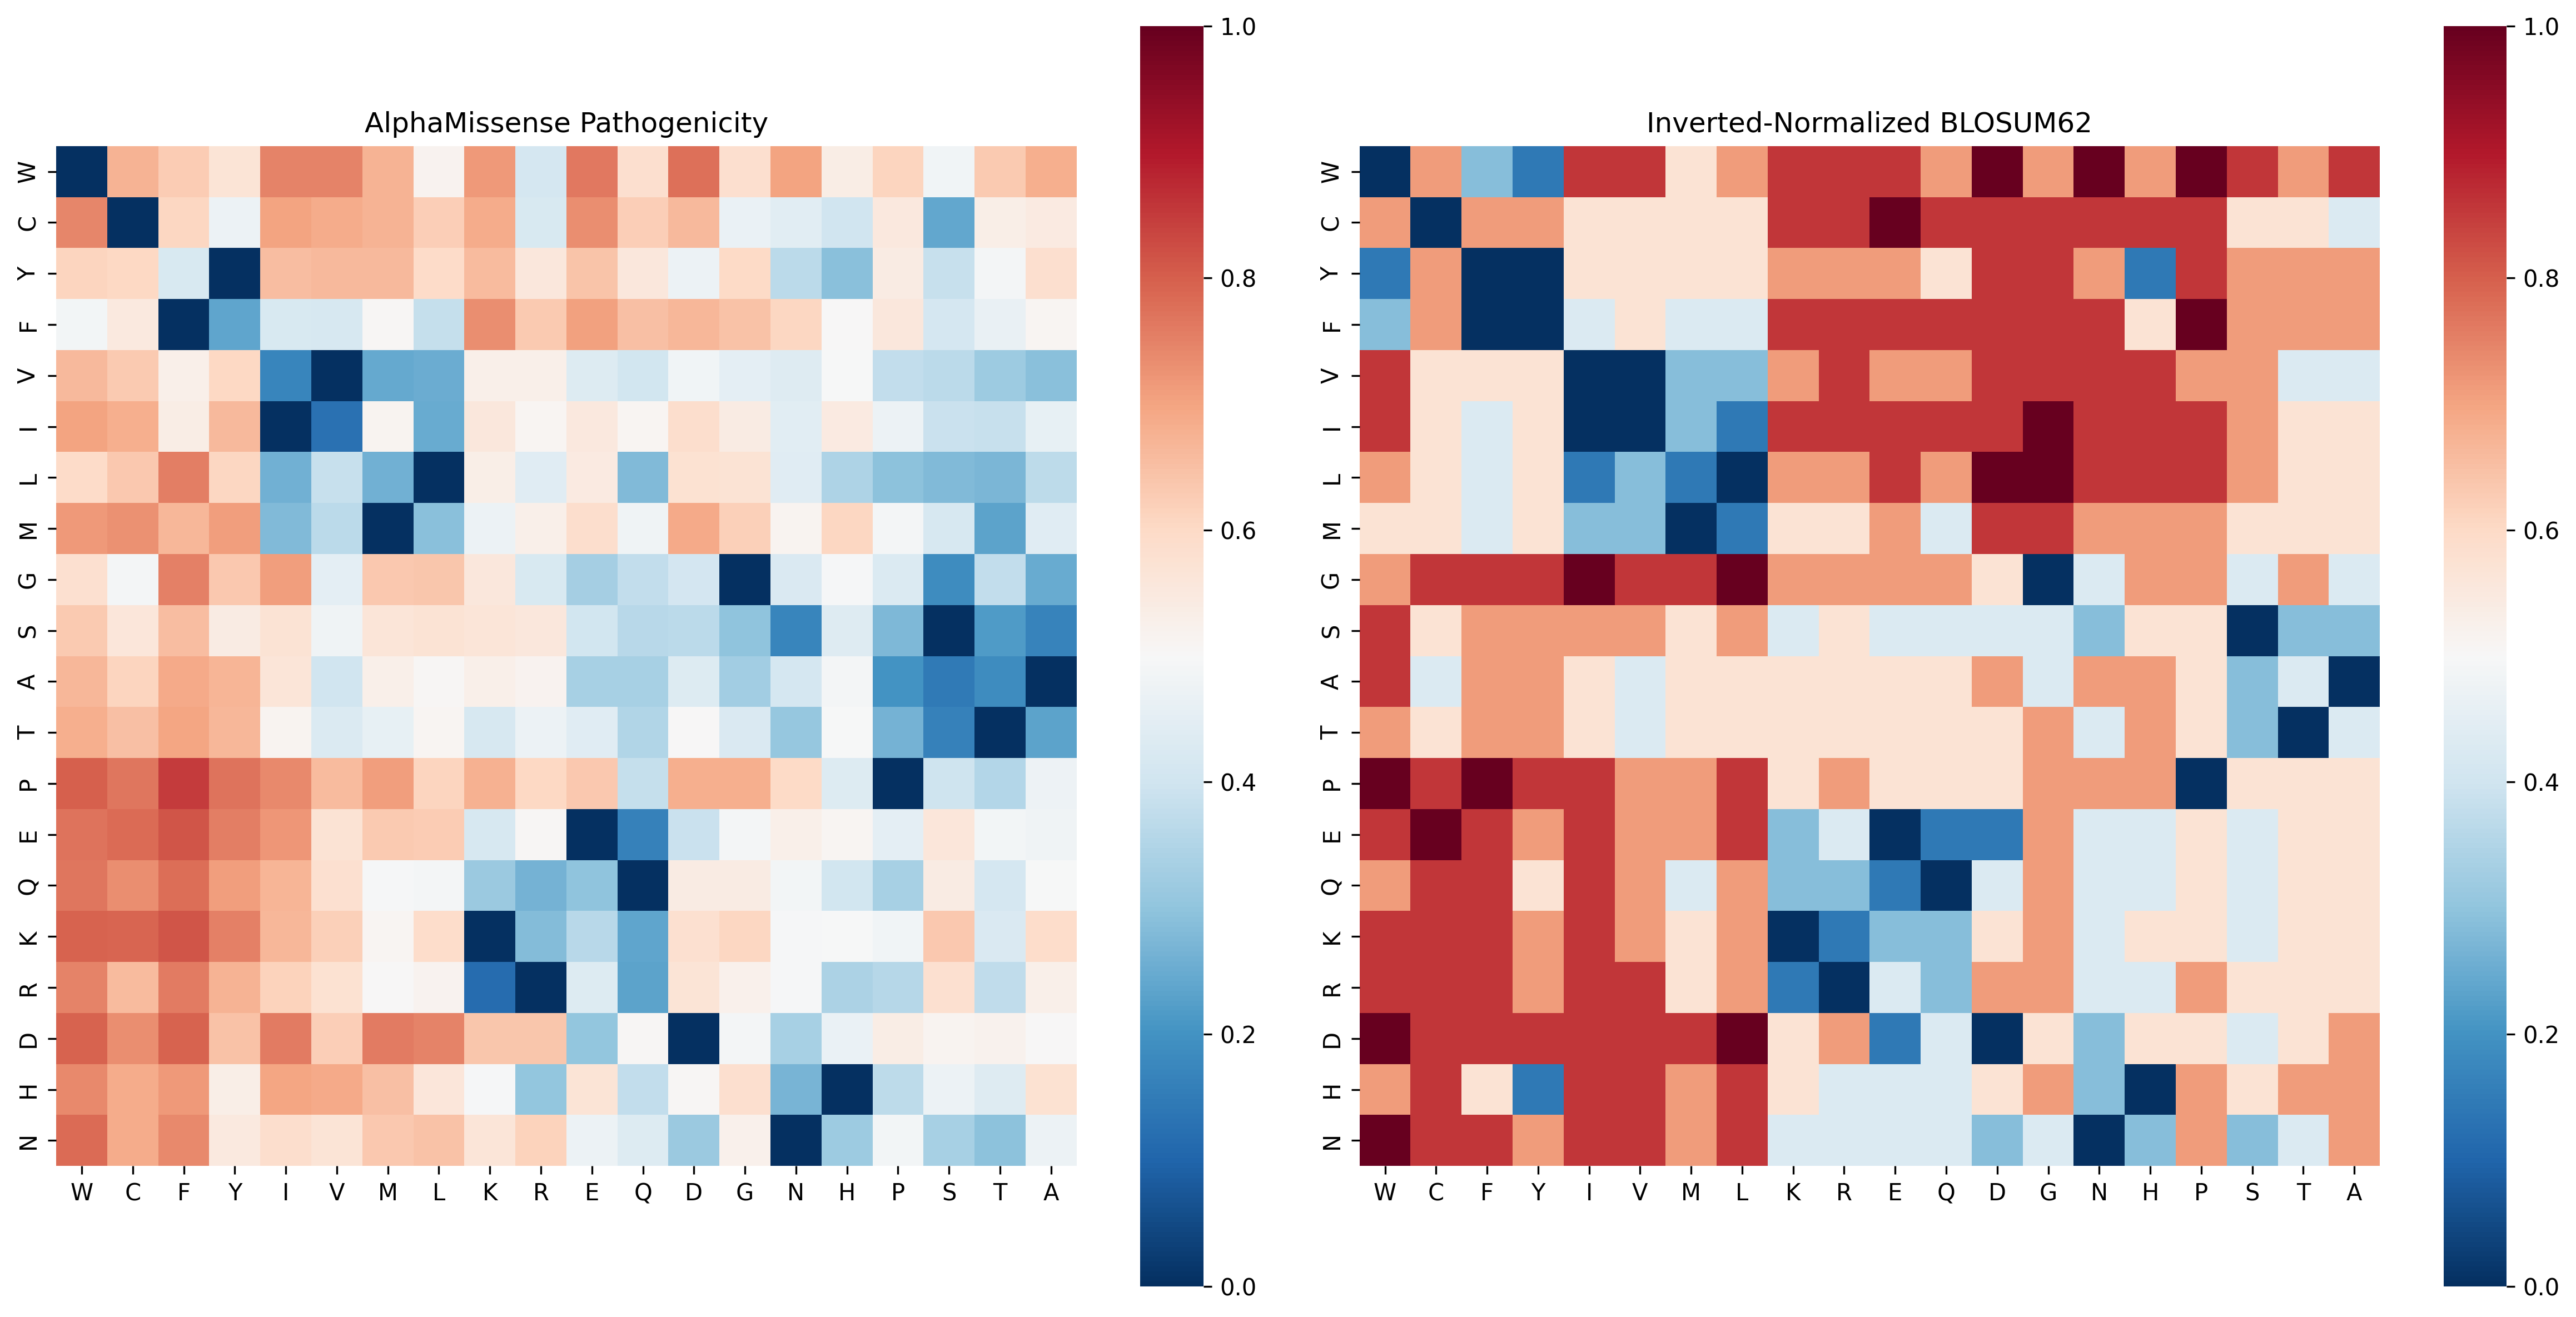 AlphaMissense Pathogenicity
W
C
Y
F
V
I
L
M
G
S
A
T
P
E
Q
K
R
D
H
N
W C F Y I V M L K R E Q D G N H P S T A
1.0
0.8
0.6
0.4
0.2
0.0
Inverted-Normalized BLOSUM62
W
C
Y
F
V
I
L
M
G
S
A
T
P
E
Q
K
R
D
H
N
W C F Y I V M L K R E Q D G N H P S T A
1.0
0.8
0.6
0.4
0.2
0.0